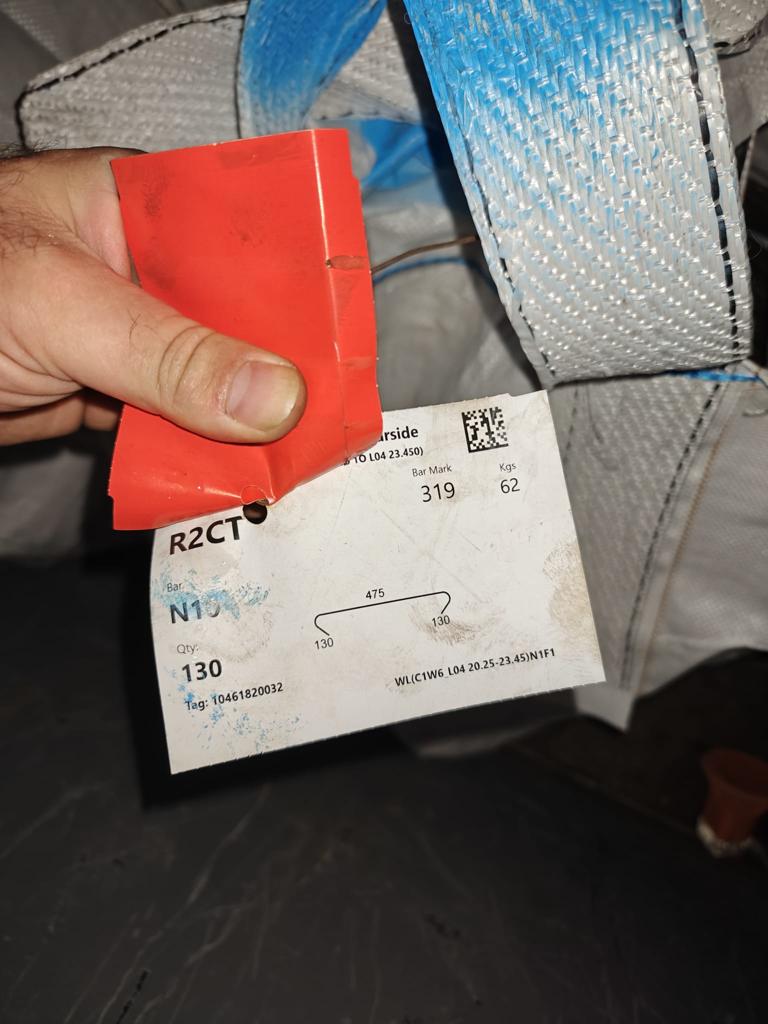 TO L04 23.450)
Bar Mark Kgs
319 62
R2CT
Bar
N10
475
130 130
Qty:
130
Tag: 10461820032
WL(C1W6_L04 20.25-23.45)N1F1